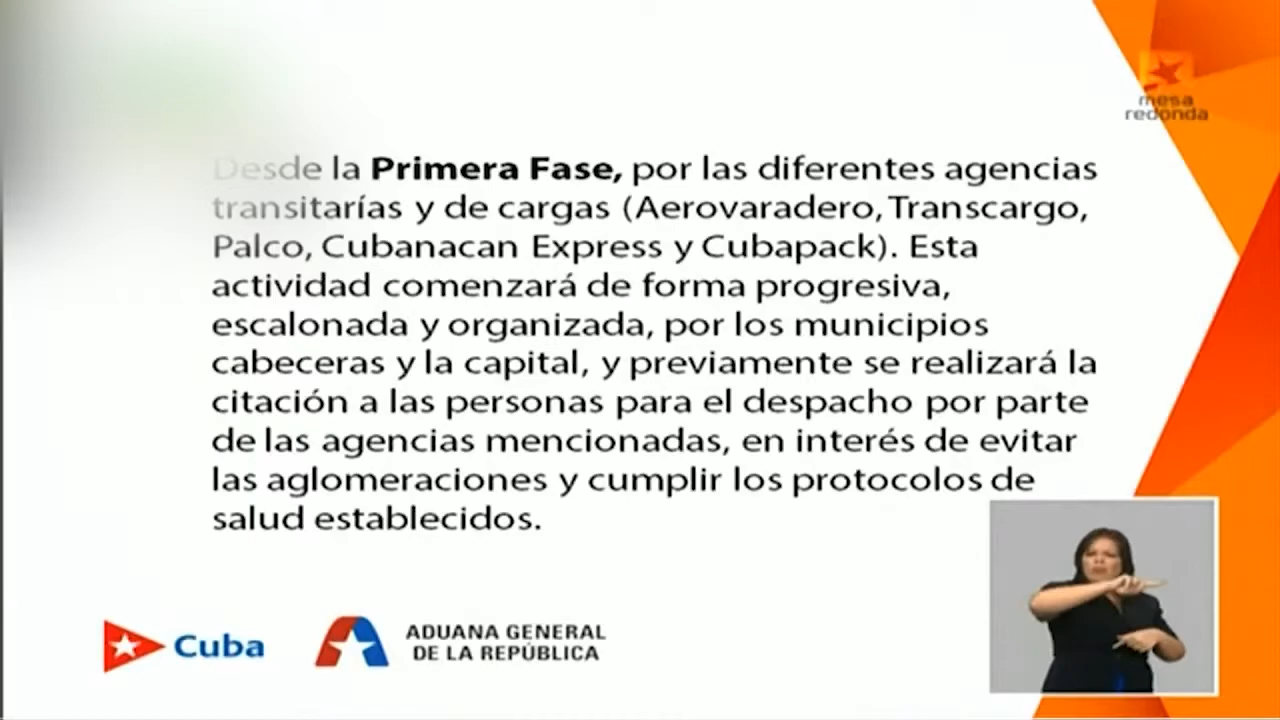 mesa
redonda
Desde la Primera Fase, por las diferentes agencias
transitarías y de cargas (Aerovaradero, Transcargo,
Palco, Cubanacan Express y Cubapack). Esta
actividad comenzará de forma progresiva,
escalonada y organizada, por los municipios
cabeceras y la capital, y previamente se realizará la
citación a las personas para el despacho por parte
de las agencias mencionadas, en interés de evitar
las aglomeraciones y cumplir los protocolos de
salud establecidos.
Cuba
ADUANA GENERAL
DE LA REPÚBLICA